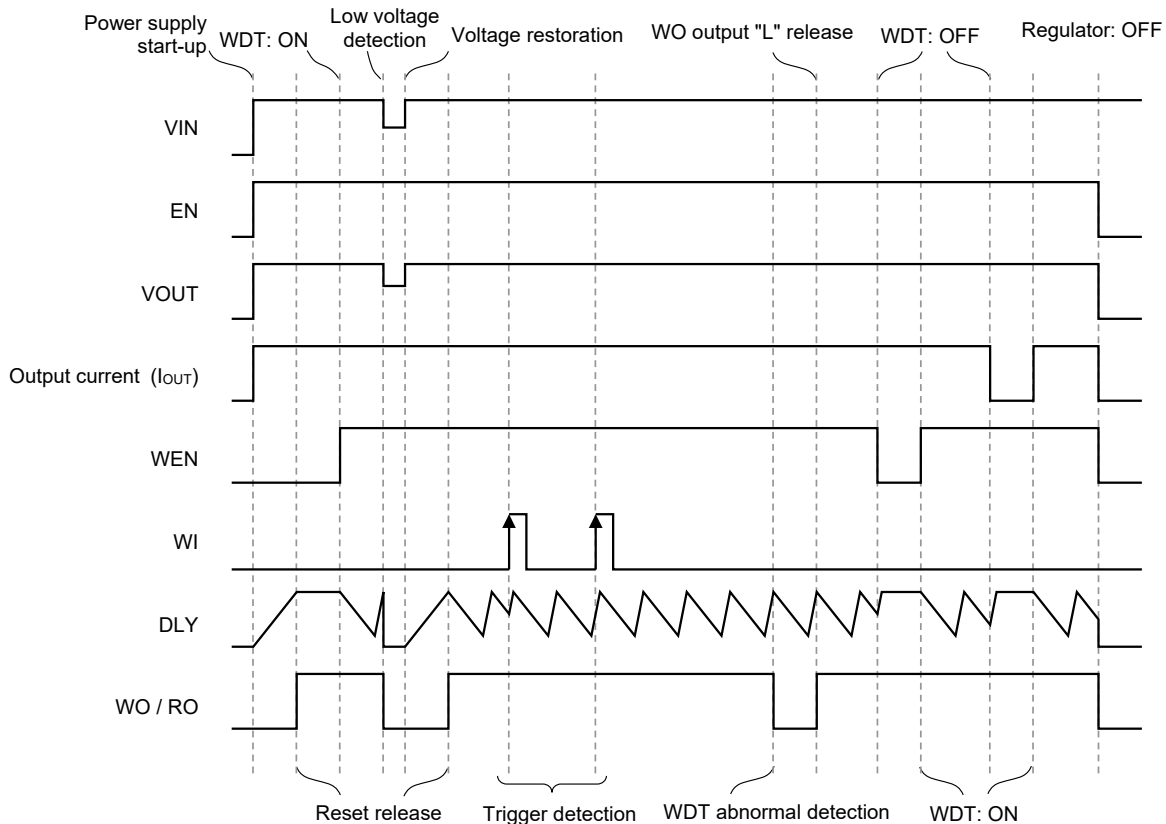 Power supply
start-up
WDT: ON
Low voltage
detection
Voltage restoration
WO output "L" release
WDT: OFF
Regulator: OFF
VIN
EN
VOUT
Output current (IOUT)
WEN
WI
DLY
WO / RO
Reset release
Trigger detection
WDT abnormal detection
WDT: ON